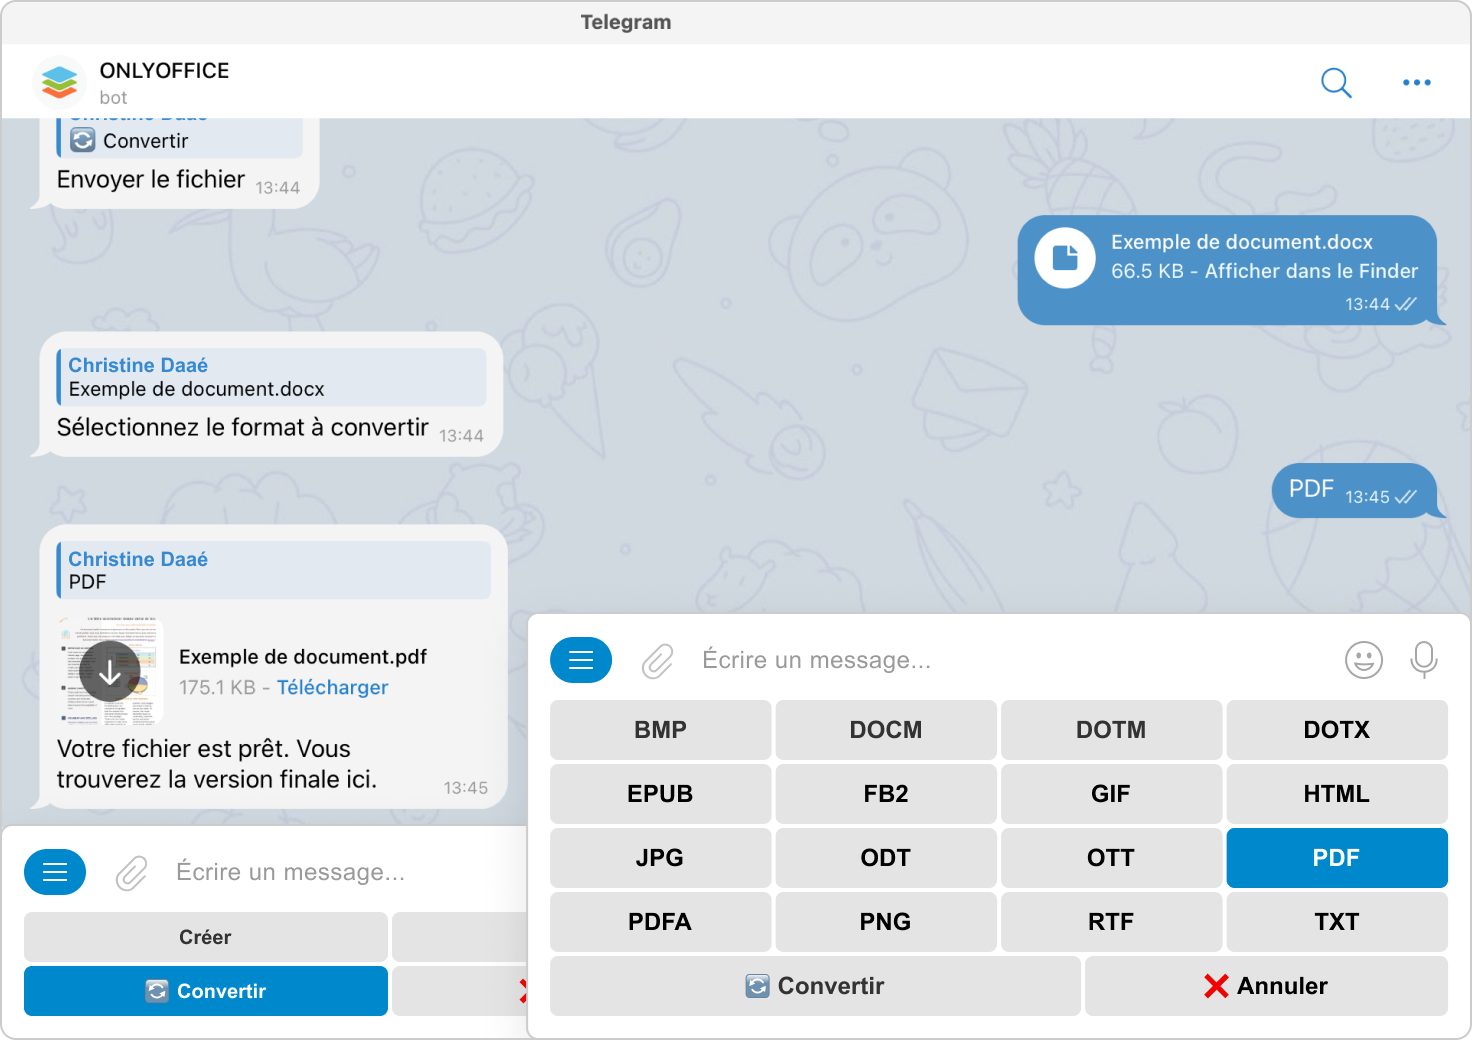 Telegram
ONLYOFFICE
bot
Christine Daaé
Convertir
Envoyer le fichier 13:44
Exemple de document.docx
66.5 KB - Afficher dans le Finder
13:44
Christine Daaé
Exemple de document.docx
Sélectionnez le format à convertir 13:44
PDF 13:45
Christine Daaé
PDF
Exemple de document.pdf
175.1 KB - Télécharger
Votre fichier est prêt. Vous
trouverez la version finale ici. 13:45
Écrire un message...
Créer
Convertir
Écrire un message...
BMP DOCM DOTM DOTX
EPUB FB2 GIF HTML
JPG ODT OTT PDF
PDFA PNG RTF TXT
Convertir Annuler